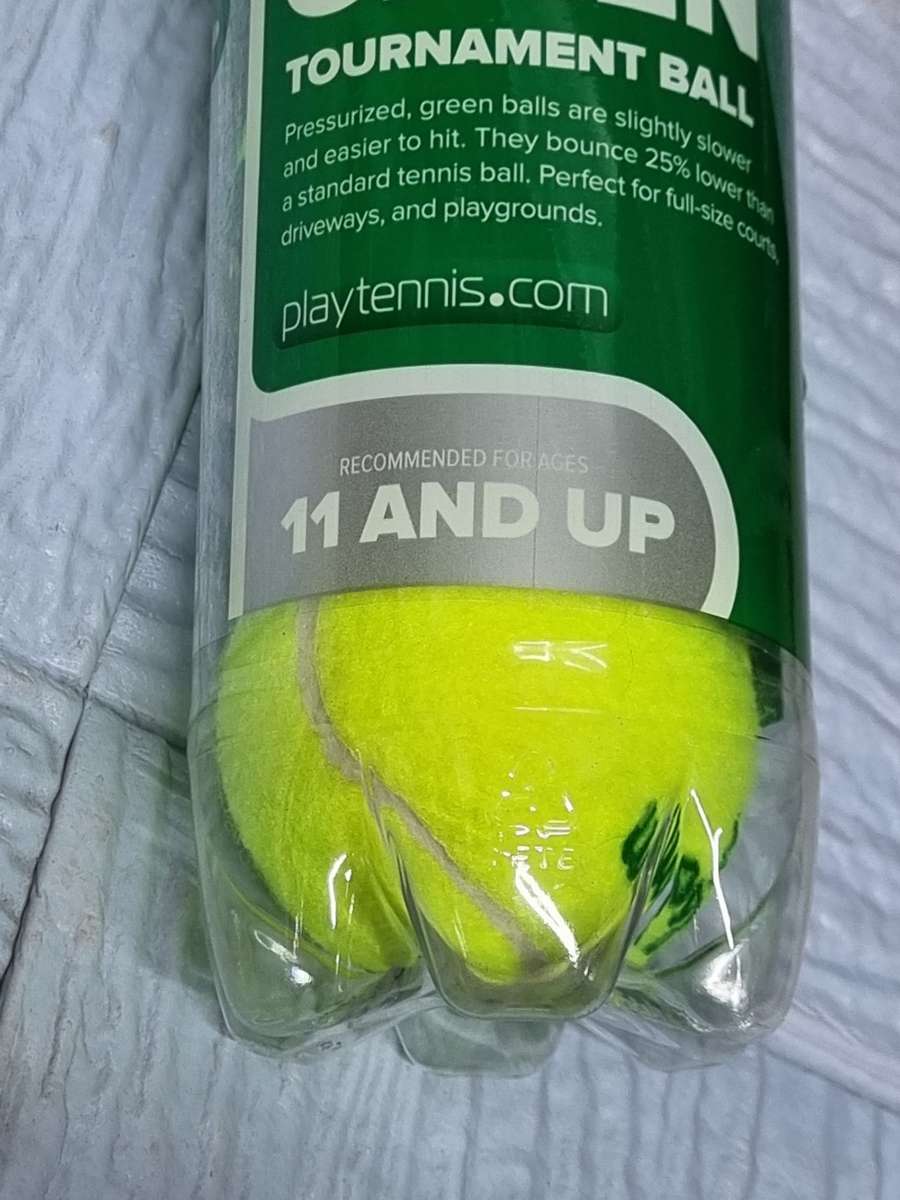 TOURNAMENT BALL
Pressurized, green balls are slightly slower
and easier to hit. They bounce 25% lower than
a standard tennis ball. Perfect for full-size courts,
driveways, and playgrounds.
playtennis.com
RECOMMENDED FOR AGES
11 AND UP